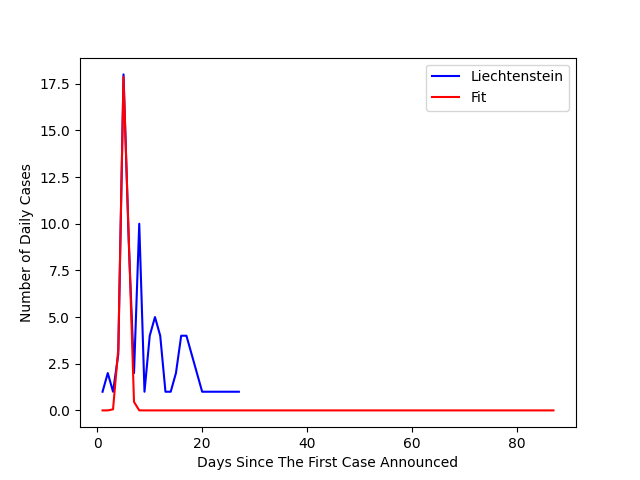 Liechtenstein
Fit
17.5
15.0
12.5
10.0
7.5
5.0
2.5
0.0
Number of Daily Cases
0 20 40 60 80
Days Since The First Case Announced